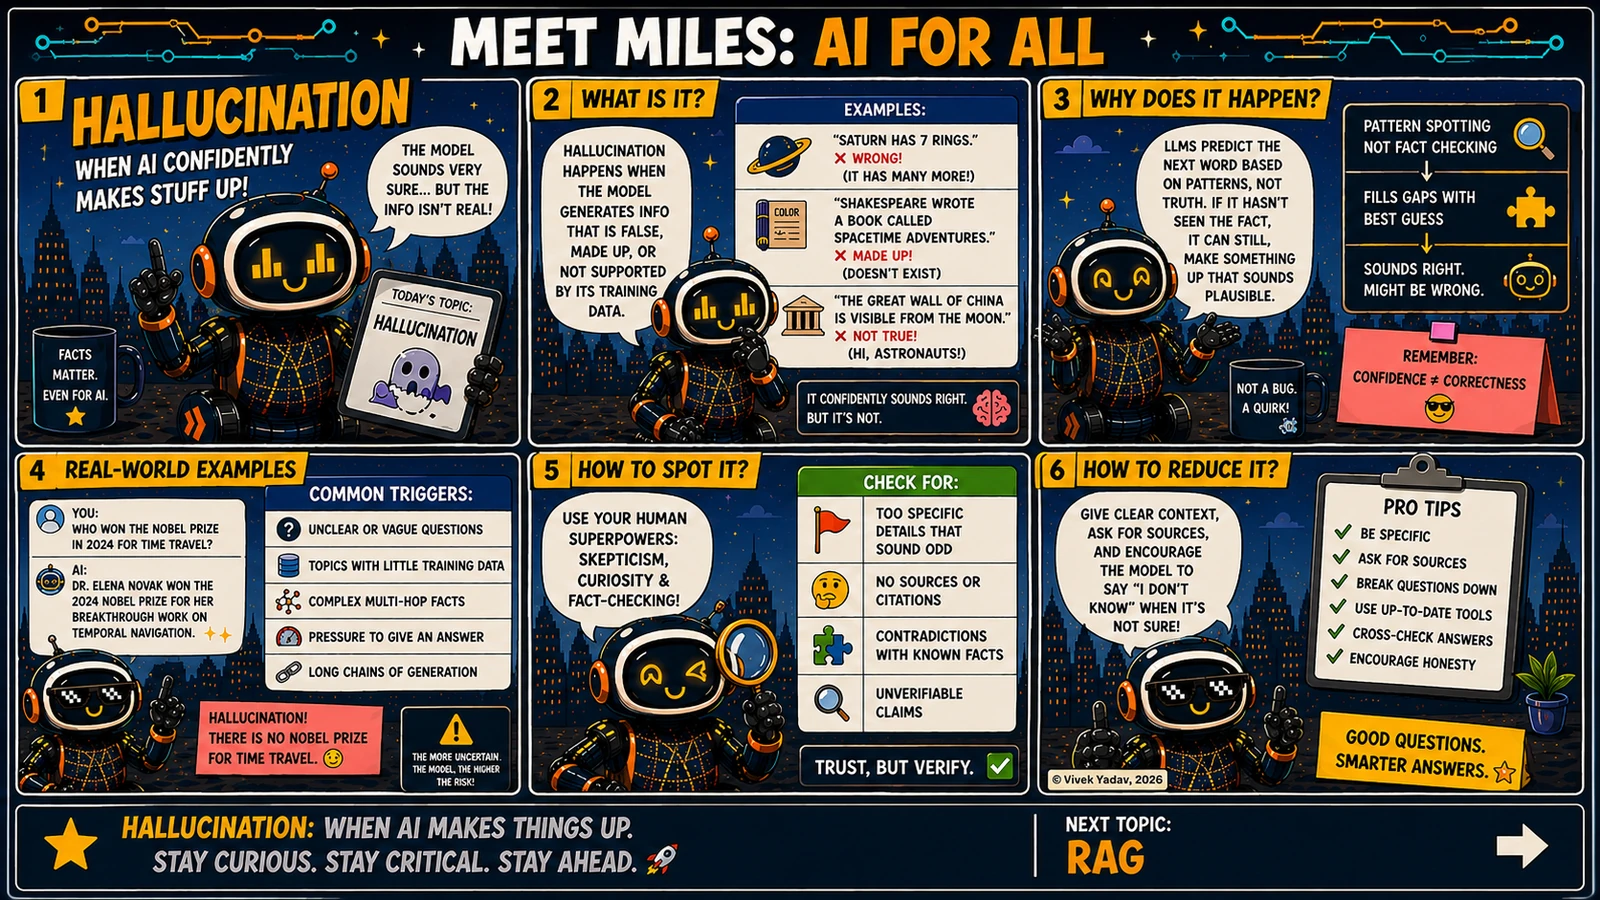 MEET MILES: AI FOR ALL
1
HALLUCINATION
WHEN AI CONFIDENTLY
MAKES STUFF UP!
THE MODEL
SOUNDS VERY
SURE... BUT THE
INFO ISN'T REAL!
FACTS
MATTER.
EVEN FOR AI.
TODAY'S TOPIC:
HALLUCINATION
2 WHAT IS IT?
HALLUCINATION
HAPPENS WHEN
THE MODEL
GENERATES INFO
THAT IS FALSE,
MADE UP, OR
NOT SUPPORTED
BY ITS TRAINING
DATA.
EXAMPLES:
"SATURN HAS 7 RINGS."
❌ WRONG!
(IT HAS MANY MORE!)
COLOR
"SHAKESPEARE WROTE
A BOOK CALLED
SPACETIME ADVENTURES."
❌ MADE UP!
(DOESN'T EXIST)
"THE GREAT WALL OF CHINA
IS VISIBLE FROM THE MOON."
❌ NOT TRUE!
(HI, ASTRONAUTS!)
IT CONFIDENTLY SOUNDS RIGHT.
BUT IT'S NOT.
3 WHY DOES IT HAPPEN?
LLMS PREDICT THE
NEXT WORD BASED
ON PATTERNS, NOT
TRUTH. IF IT HASN'T
SEEN THE FACT,
IT CAN STILL,
MAKE SOMETHING
UP THAT SOUNDS
PLAUSIBLE.
PATTERN SPOTTING
NOT FACT CHECKING
FILLS GAPS WITH
BEST GUESS
SOUNDS RIGHT.
MIGHT BE WRONG.
NOT A BUG.
A QUIRK!
REMEMBER:
CONFIDENCE ≠ CORRECTNESS
4 REAL-WORLD EXAMPLES
YOU:
WHO WON THE NOBEL PRIZE
IN 2024 FOR TIME TRAVEL?
AI:
DR. ELENA NOVAK WON THE
2024 NOBEL PRIZE FOR HER
BREAKTHROUGH WORK ON
TEMPORAL NAVIGATION.
COMMON TRIGGERS:
UNCLEAR OR VAGUE QUESTIONS
TOPICS WITH LITTLE TRAINING DATA
COMPLEX MULTI-HOP FACTS
PRESSURE TO GIVE AN ANSWER
LONG CHAINS OF GENERATION
HALLUCINATION!
THERE IS NO NOBEL PRIZE
FOR TIME TRAVEL.
THE MORE UNCERTAIN.
THE MODEL, THE HIGHER
THE RISK!
5 HOW TO SPOT IT?
USE YOUR HUMAN
SUPERPOWERS:
SKEPTICISM,
CURIOSITY &
FACT-CHECKING!
CHECK FOR:
TOO SPECIFIC
DETAILS THAT
SOUND ODD
NO SOURCES OR
CITATIONS
CONTRADICTIONS
WITH KNOWN FACTS
UNVERIFIABLE
CLAIMS
TRUST, BUT VERIFY.
6 HOW TO REDUCE IT?
GIVE CLEAR CONTEXT,
ASK FOR SOURCES,
AND ENCOURAGE
THE MODEL TO
SAY "I DON'T
KNOW" WHEN IT'S
NOT SURE!
PRO TIPS
BE SPECIFIC
ASK FOR SOURCES
BREAK QUESTIONS DOWN
USE UP-TO-DATE TOOLS
CROSS-CHECK ANSWERS
ENCOURAGE HONESTY
GOOD QUESTIONS.
SMARTER ANSWERS.
© Vivek Yadav, 2026
HALLUCINATION: WHEN AI MAKES THINGS UP.
STAY CURIOUS. STAY CRITICAL. STAY AHEAD.
NEXT TOPIC:
RAG